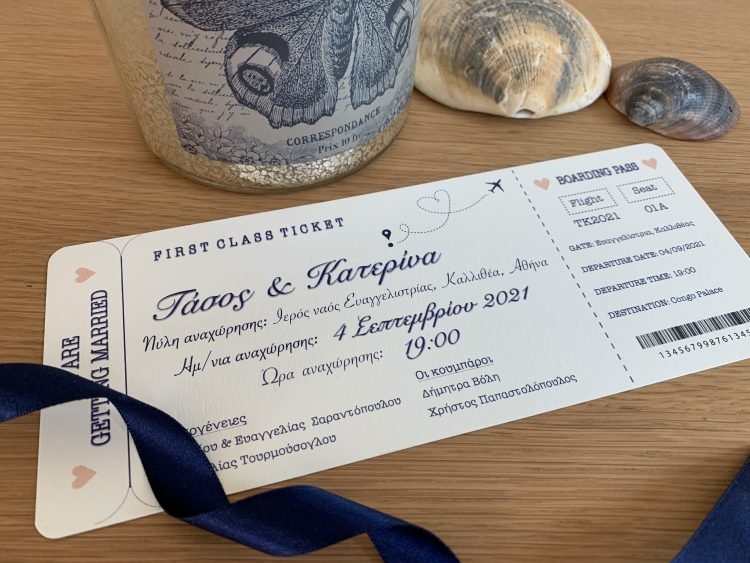 CORRESPONDANCE
Prix 10 fr.
WE ARE
GETTING MARRIED
FIRST CLASS TICKET
Τάσος & Κατερίνα
Πύλη αναχώρησης: Ιερός ναός Ευαγγελιστρίας, Καλλιθέα, Αθήνα
Ημ/νια αναχώρησης: 4 Σεπτεμβρίου 2021
Ώρα αναχώρησης: 19:00
& Ευαγγελίας Σαραντόπουλου
Τουρμούσογλου
Οι κουμπάροι
Δήμητρα Βόλη
Χρήστος Παπαστολόπουλος
BOARDING PASS
Flight Seat
TK2021 01A
GATE: Ευαγγελίστρια, Καλλιθέας
DEPARTURE DATE: 04/09/2021
DEPARTURE TIME: 19:00
DESTINATION: Congo Palace